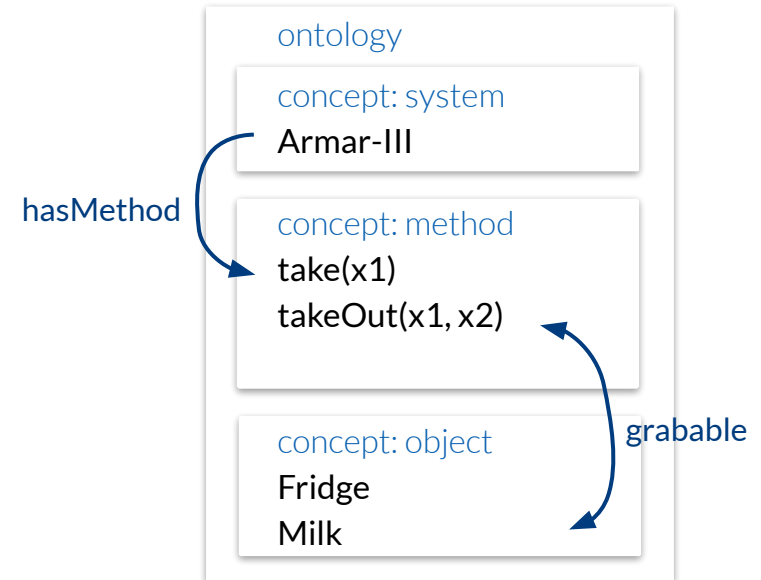 ontology
concept: system
Armar-III
hasMethod
concept: method
take(x1)
takeOut(x1, x2)
grabable
concept: object
Fridge
Milk